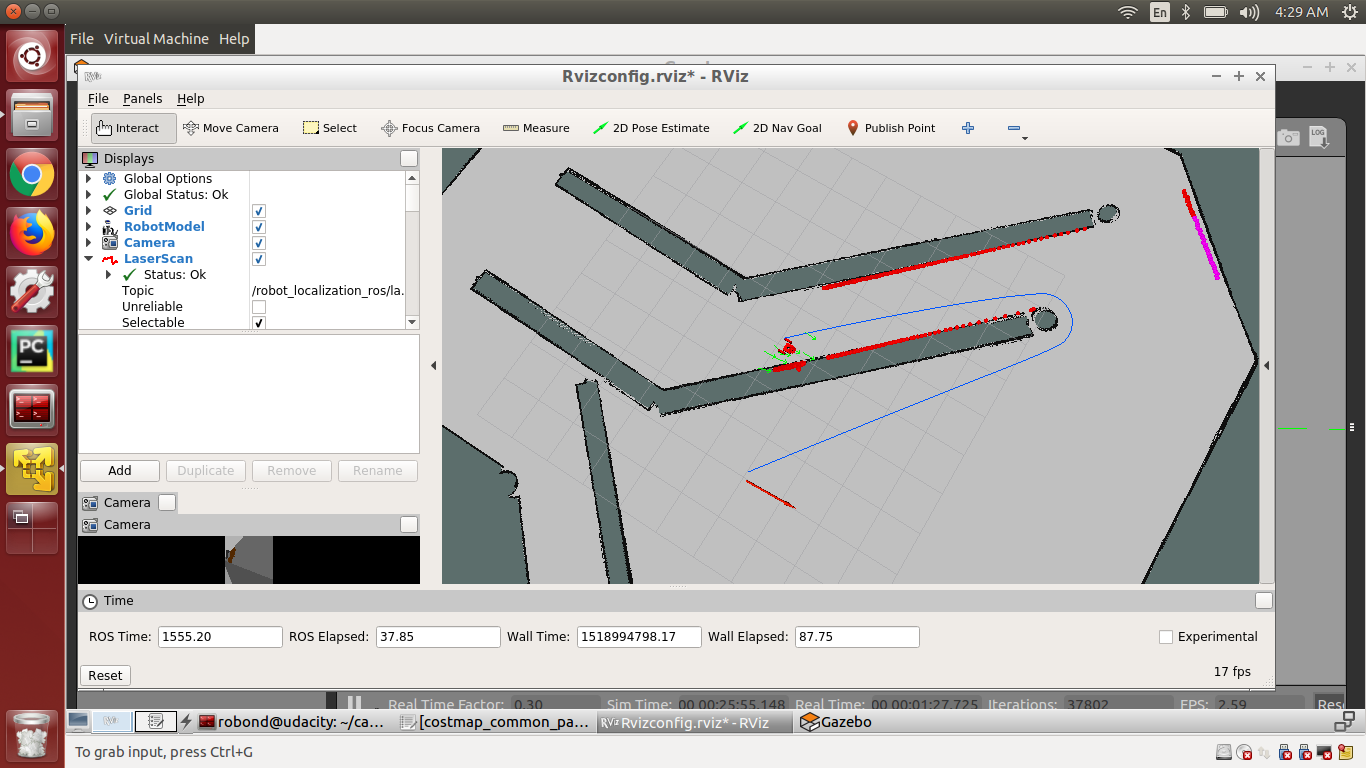 En
4:29 AM
File Virtual Machine Help
Rvizconfig.rviz* - RViz
File Panels Help
Interact Move Camera Select Focus Camera Measure 2D Pose Estimate 2D Nav Goal Publish Point
LOG
Displays
Global Options
Global Status: Ok
Grid
RobotModel
Camera
LaserScan
Status: Ok
Topic /robot_localization_ros/la.
Unreliable
Selectable
PC
Add Duplicate Remove Rename
Camera
Camera
Time
ROS Time: 1555.20 ROS Elapsed: 37.85 Wall Time: 1518994798.17 Wall Elapsed: 87.75 Experimental
Reset 17 fps
Real Time Factor: 0.30 Sim Time: 00 00:25:55.148 Real Time: 00 00:01:27.725 Iterations: 37802 FPS: 2.59 Res
robond@udacity: ~/ca... [costmap_common_pa... Rvizconfig.rviz* - RViz Gazebo
To grab input, press Ctrl+G